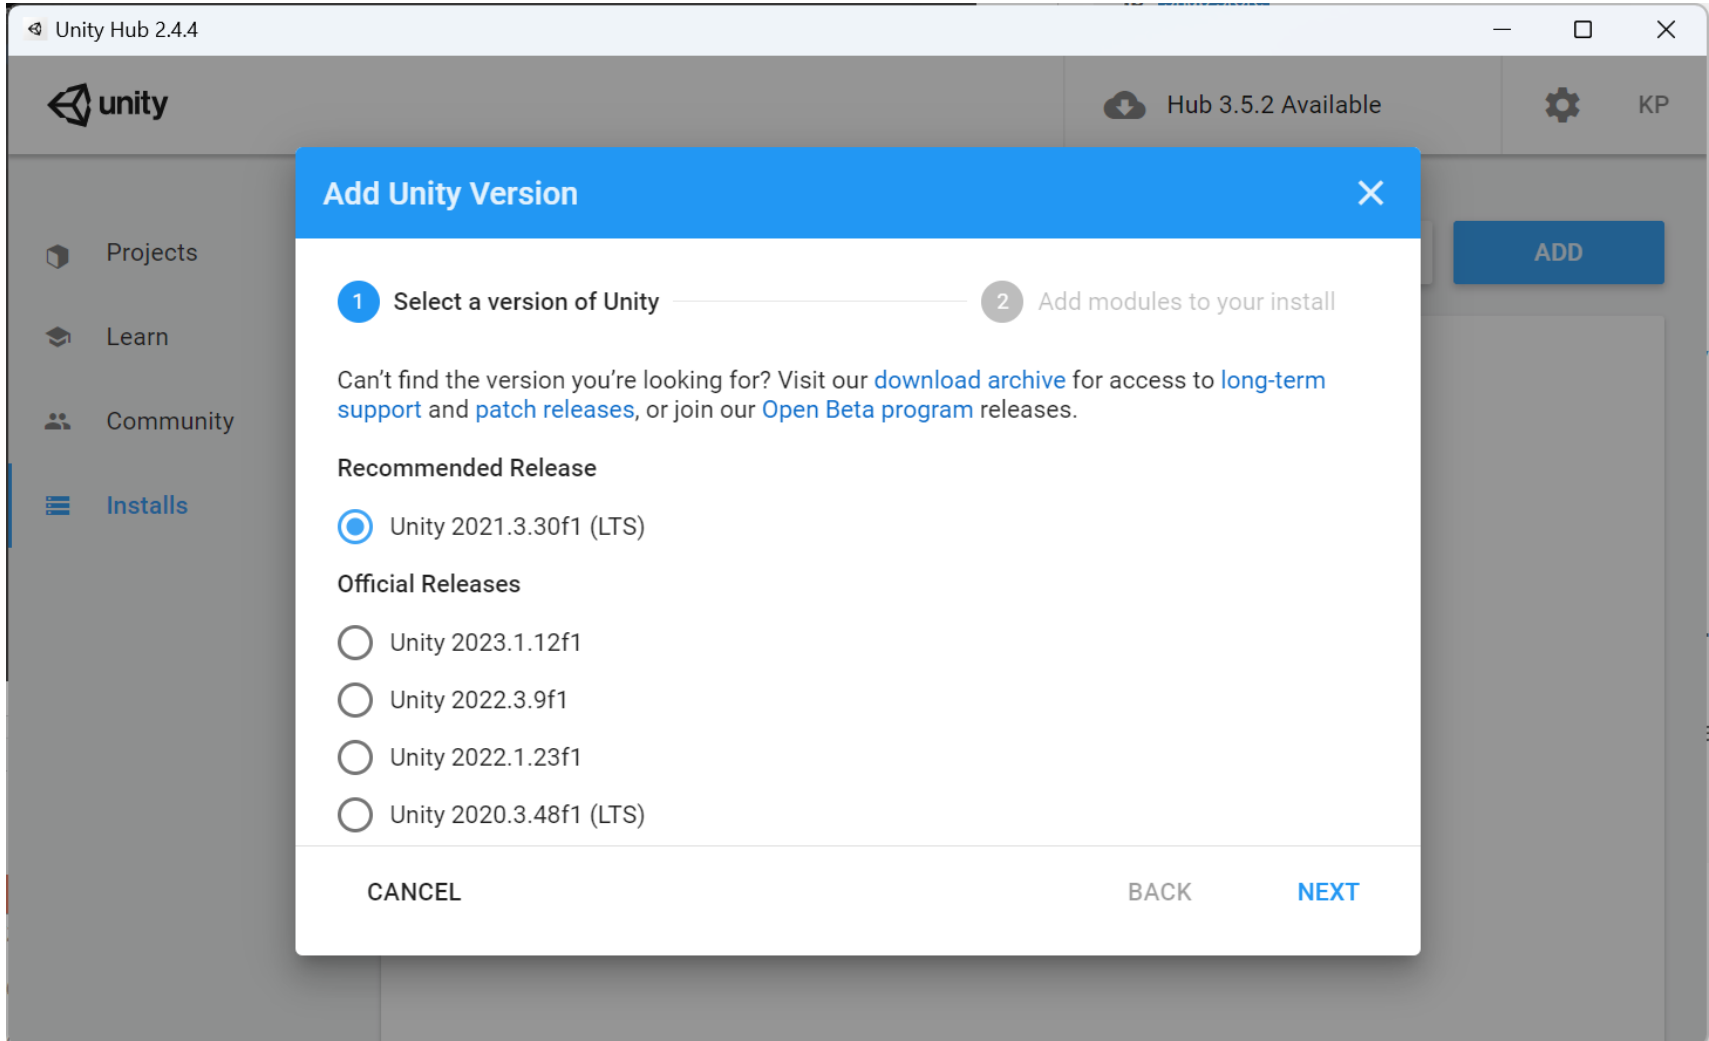 Unity Hub 2.4.4
unity
Hub 3.5.2 Available
KP
Add Unity Version
Projects
ADD
1 Select a version of Unity
2 Add modules to your install
Learn
Can’t find the version you’re looking for? Visit our download archive for access to long-term
support and patch releases, or join our Open Beta program releases.
Community
Recommended Release
Installs
Unity 2021.3.30f1 (LTS)
Official Releases
Unity 2023.1.12f1
Unity 2022.3.9f1
Unity 2022.1.23f1
Unity 2020.3.48f1 (LTS)
CANCEL
BACK
NEXT